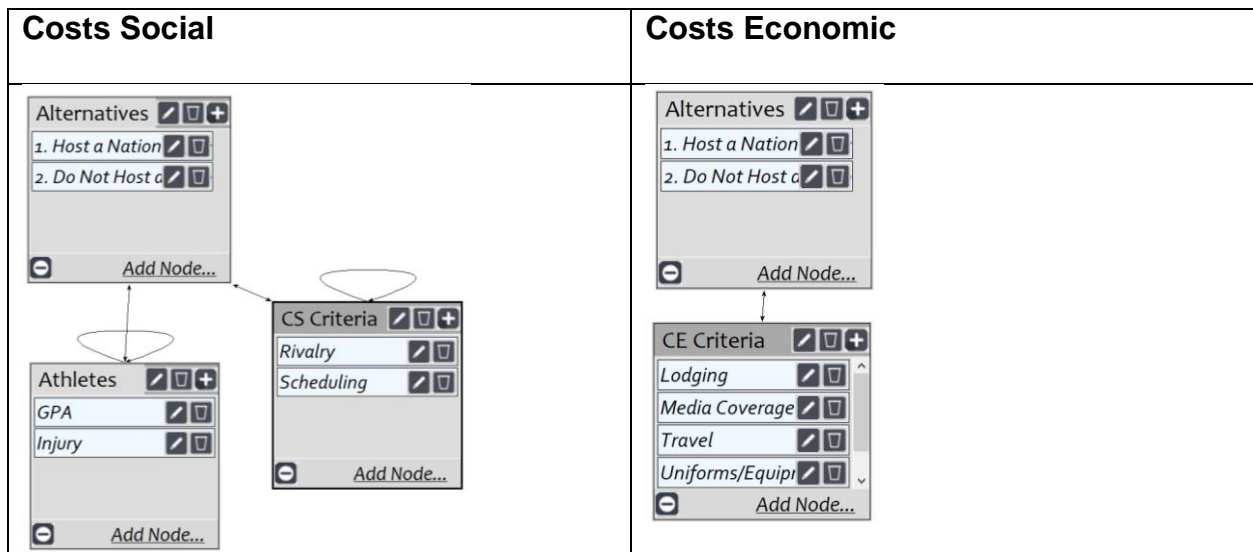 Costs Social
Costs Economic
Alternatives
1. Host a Nation
2. Do Not Host a
Add Node...
CS Criteria
Rivalry
Scheduling
Add Node...
Athletes
GPA
Injury
Add Node...
Alternatives
1. Host a Nation
2. Do Not Host a
Add Node...
CE Criteria
Lodging
Media Coverage
Travel
Uniforms/Equip
Add Node...